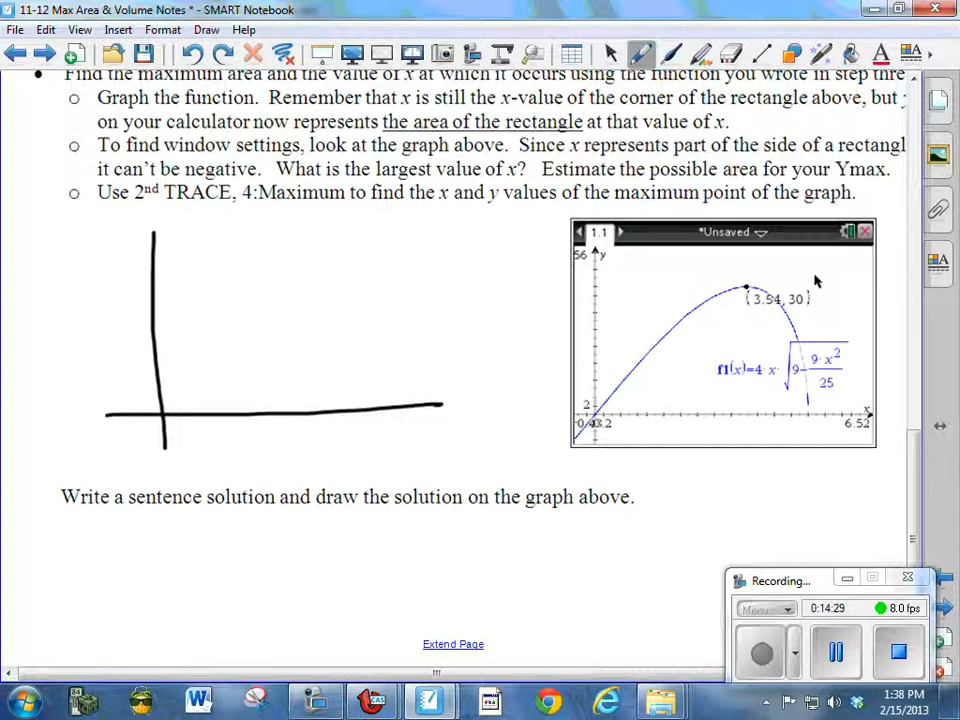 11-12 Max Area & Volume Notes * - SMART Notebook
File Edit View Insert Format Draw Help
• Find the maximum area and the value of x at which it occurs using the function you wrote in step thre
o Graph the function. Remember that x is still the x-value of the corner of the rectangle above, but y
on your calculator now represents the area of the rectangle at that value of x.
o To find window settings, look at the graph above. Since x represents part of the side of a rectangl
it can't be negative. What is the largest value of x? Estimate the possible area for your Ymax.
o Use 2nd TRACE, 4:Maximum to find the x and y values of the maximum point of the graph.
1.1 *Unsaved
56 y
(3.54, 30)
f1(x)=4·x·√9-9·x²/25
2
0.2 6.52 x
Write a sentence solution and draw the solution on the graph above.
Extend Page
Recording...
Menu 0:14:29 8.0 fps
84 CAS
1:38 PM
2/15/2013